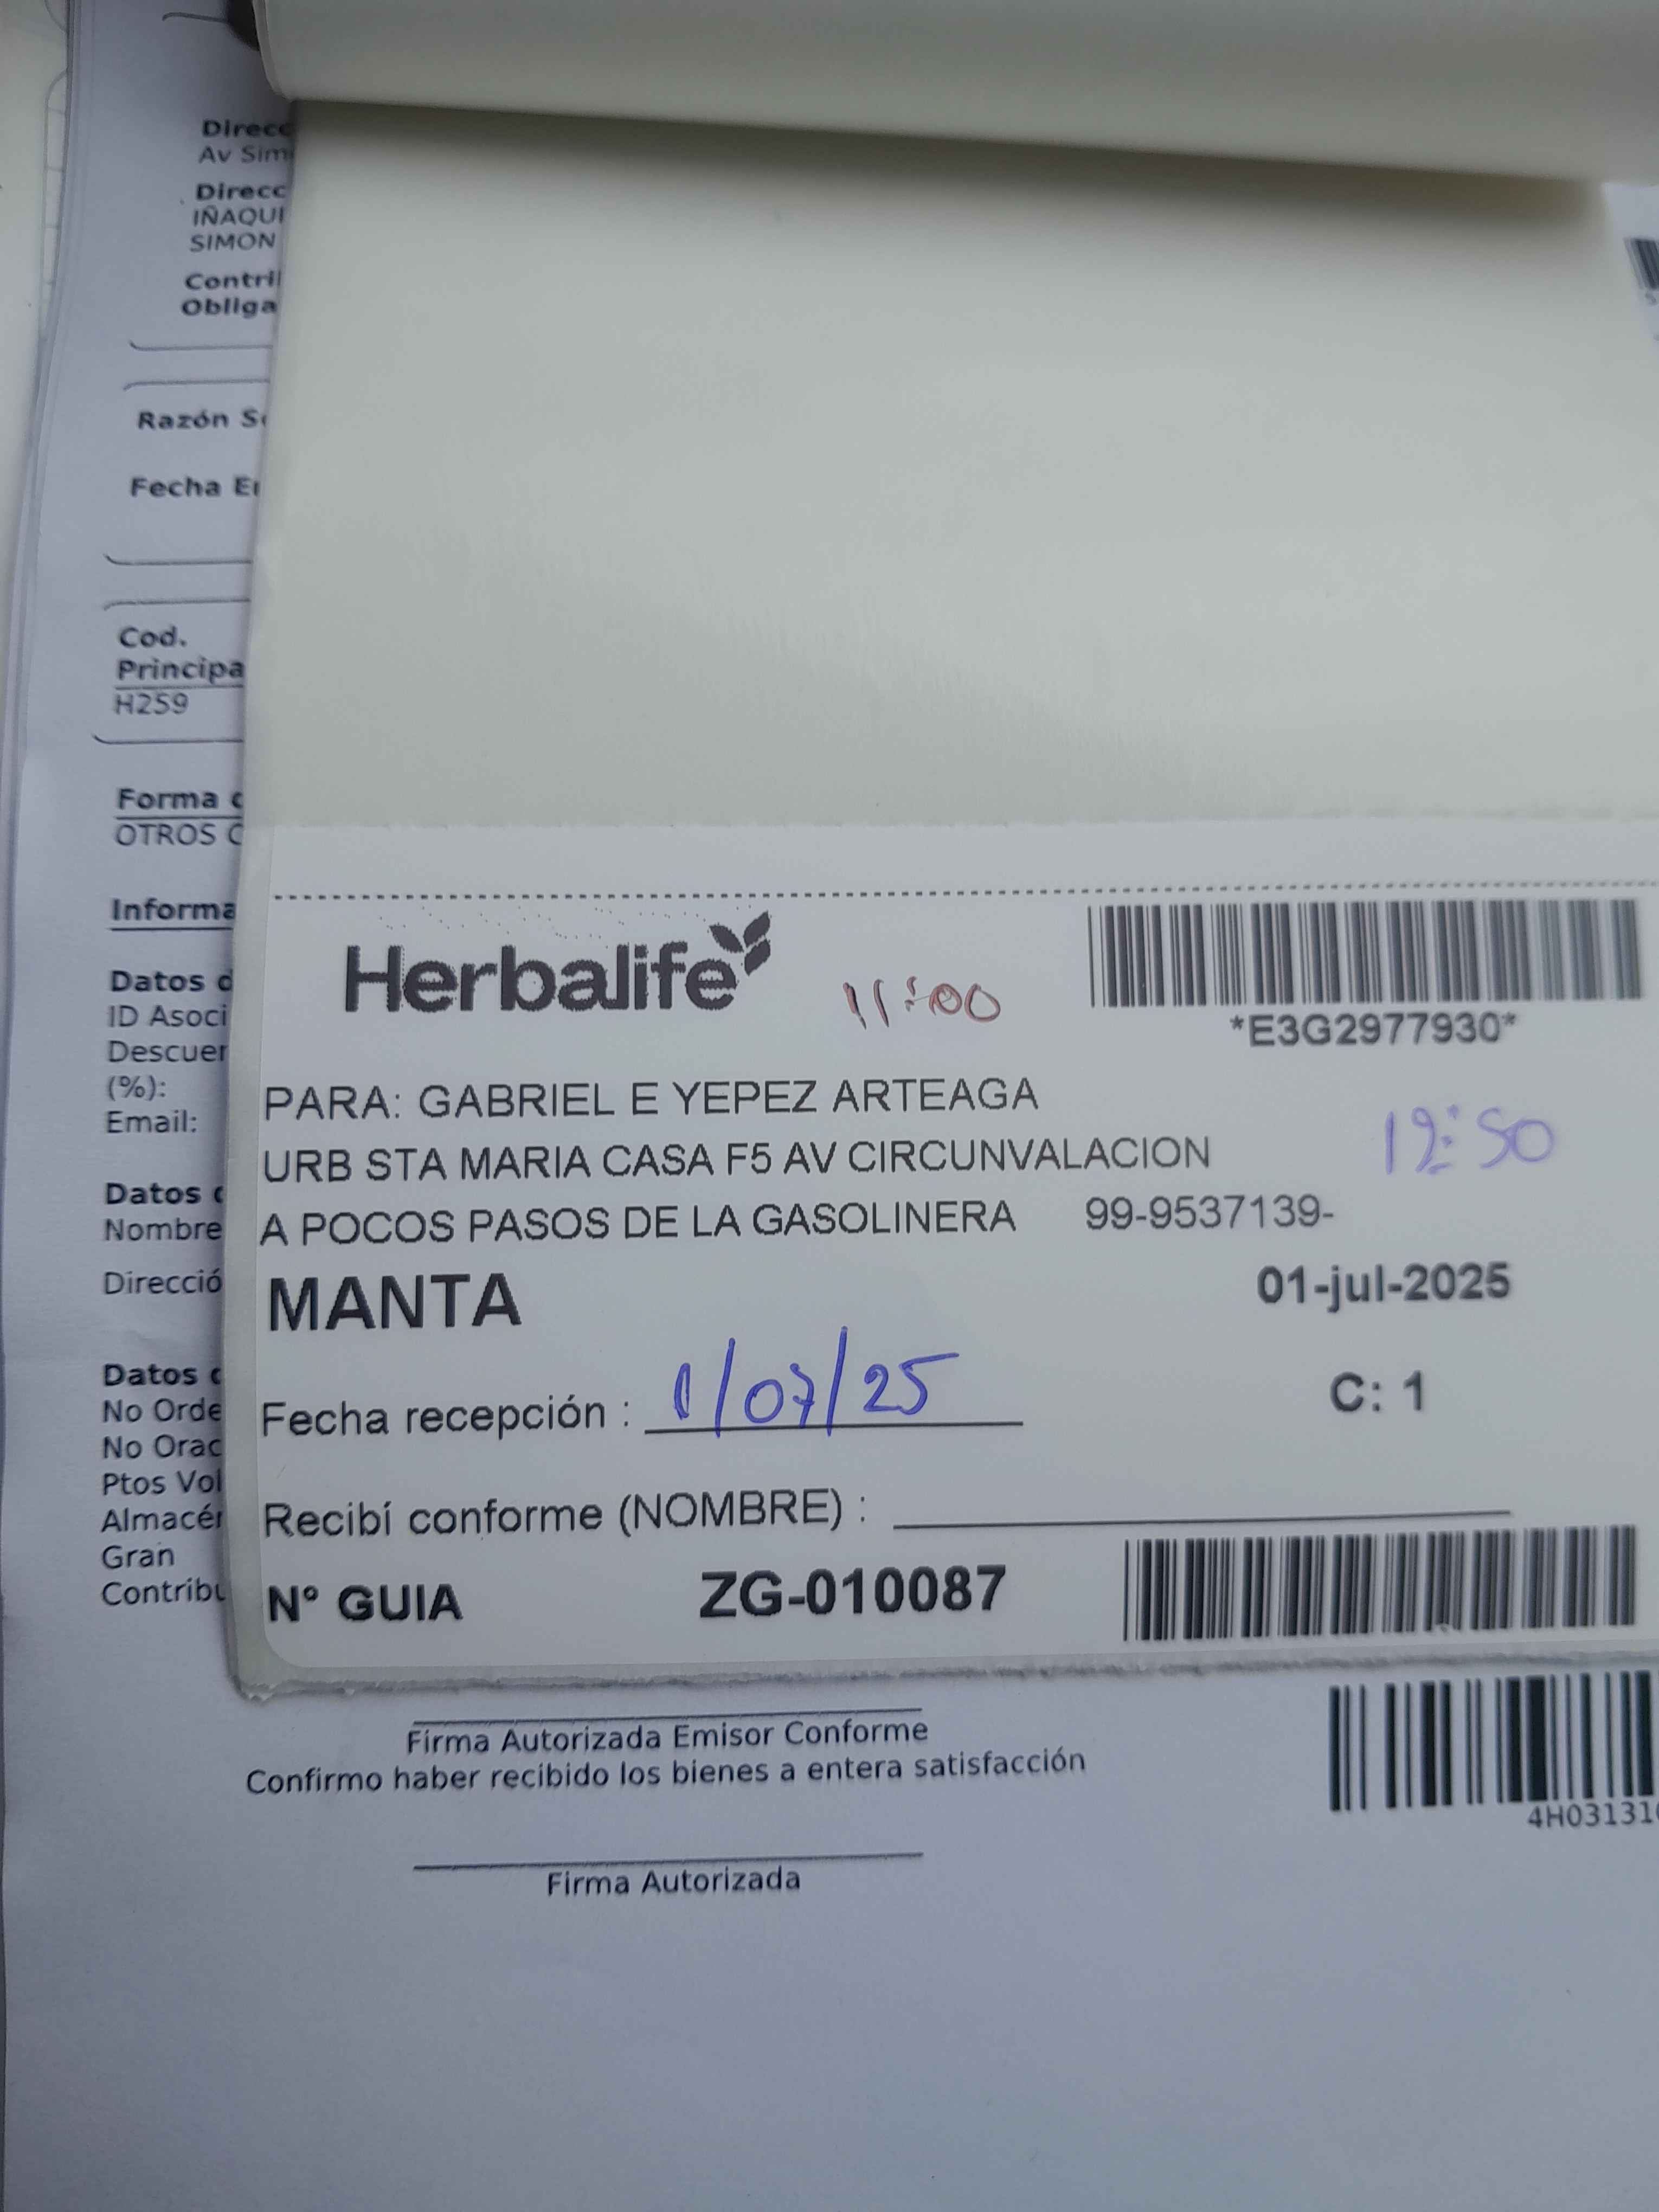 Direcc
Av Sim
Direcc
IÑAQUI
SIMON
Contri
Obliga
Razón S
Fecha E
Cod.
Principa
H259
Forma
OTROS
Informa
Datos d
ID Asoci
Descuer
(%):
Email:
Datos
Nombre
Direcció
Datos
No Orde
No Orac
Ptos Vol
Almacér
Gran
Contribu
Herbalife
11:00
*E3G2977930*
PARA: GABRIEL E YEPEZ ARTEAGA
12:50
URB STA MARIA CASA F5 AV CIRCUNVALACION
A POCOS PASOS DE LA GASOLINERA 99-9537139-
MANTA 01-jul-2025
Fecha recepción : 1/07/25 C: 1
Recibí conforme (NOMBRE) :
N° GUIA ZG-010087
Firma Autorizada Emisor Conforme
Confirmo haber recibido los bienes a entera satisfacción
4H03131
Firma Autorizada